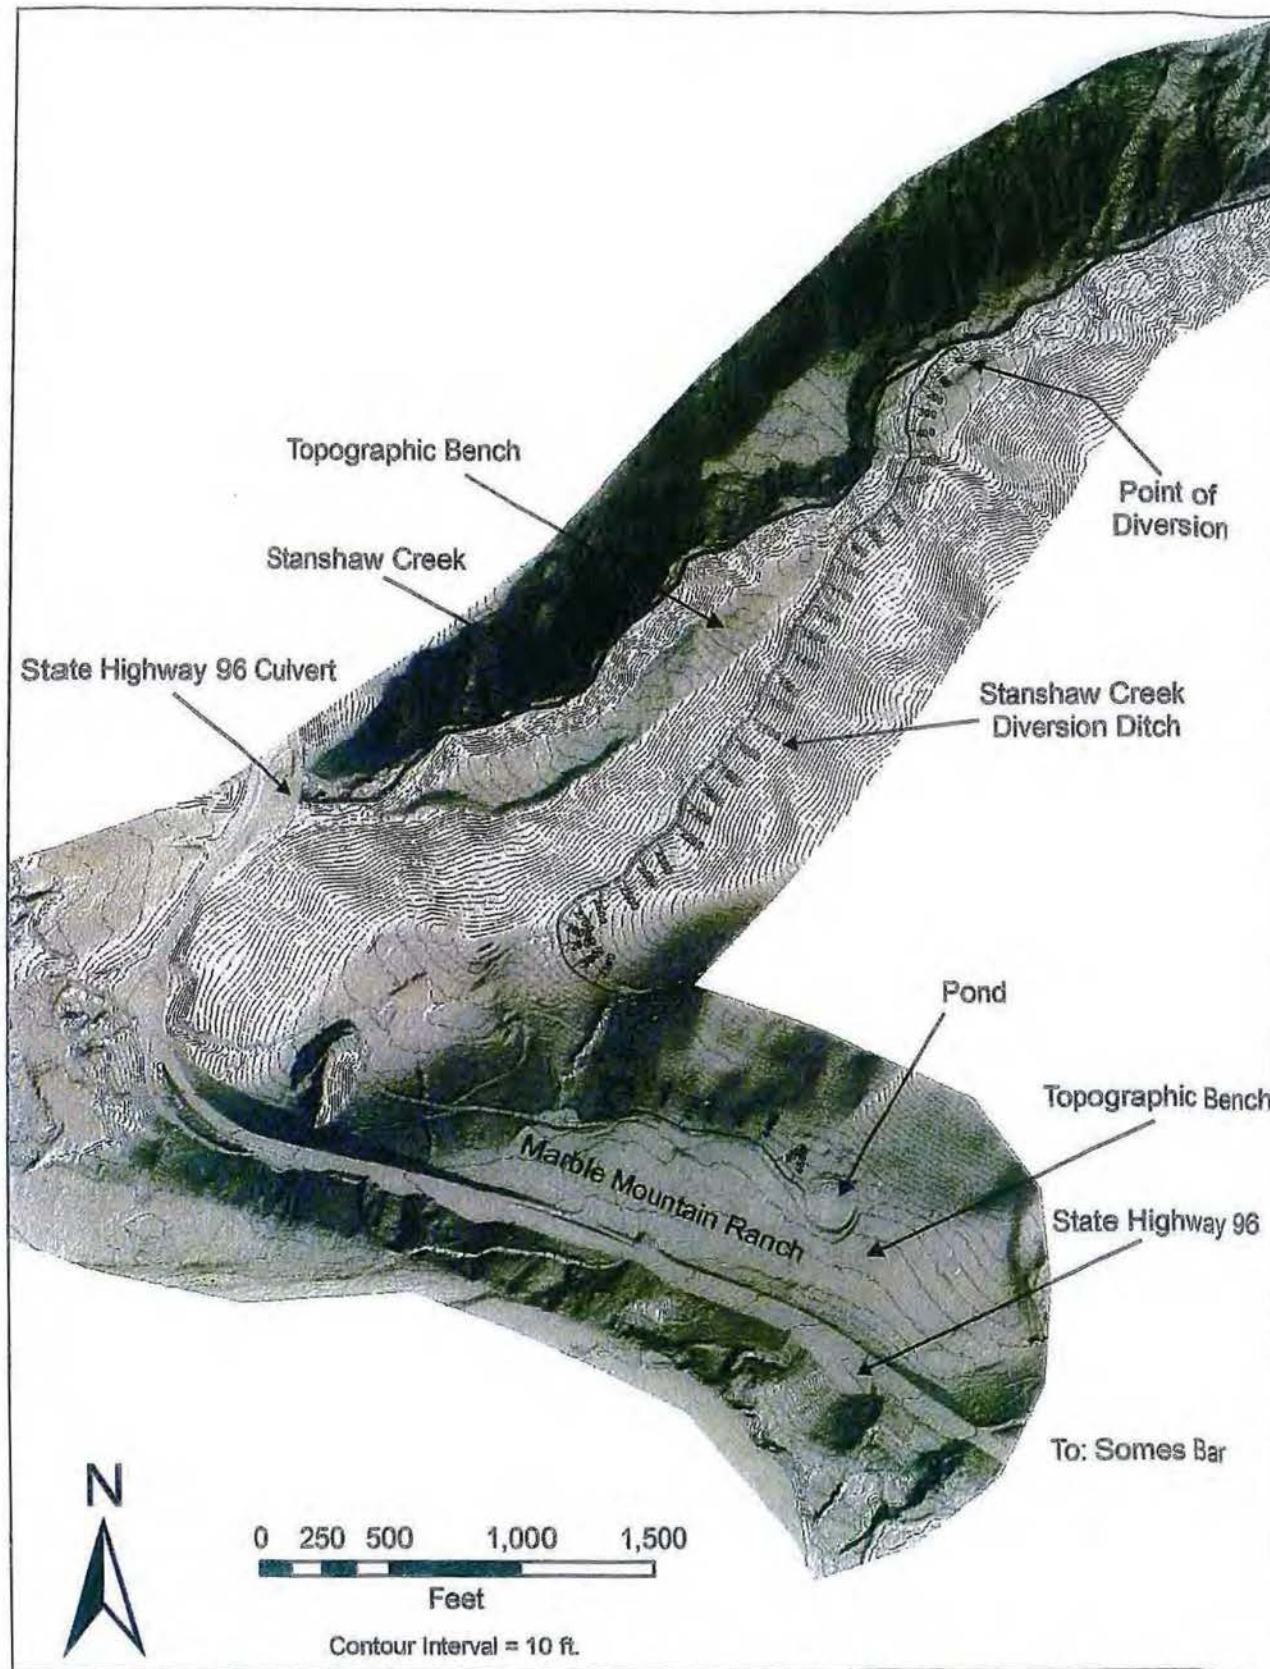 Topographic Bench
Point of
Diversion
Stanshaw Creek
State Highway 96 Culvert
Stanshaw Creek
Diversion Ditch
Pond
Topographic Bench
Marble Mountain Ranch
State Highway 96
To: Somes Bar
N
0 250 500 1,000 1,500
Feet
Contour Interval = 10 ft.